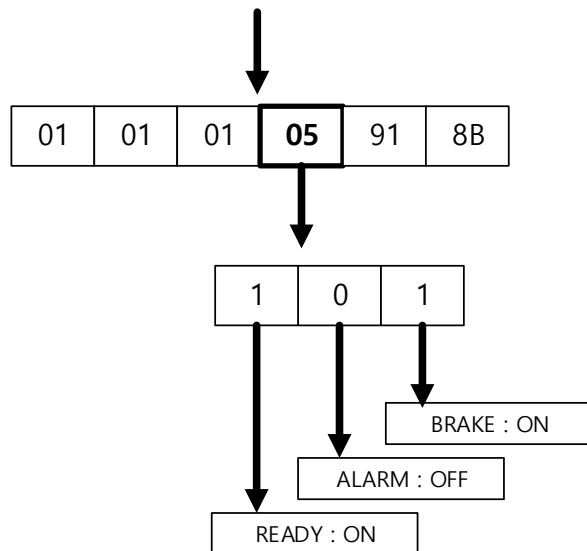 01 01 01 05 91 8B
1 0 1
BRAKE : ON
ALARM : OFF
READY : ON